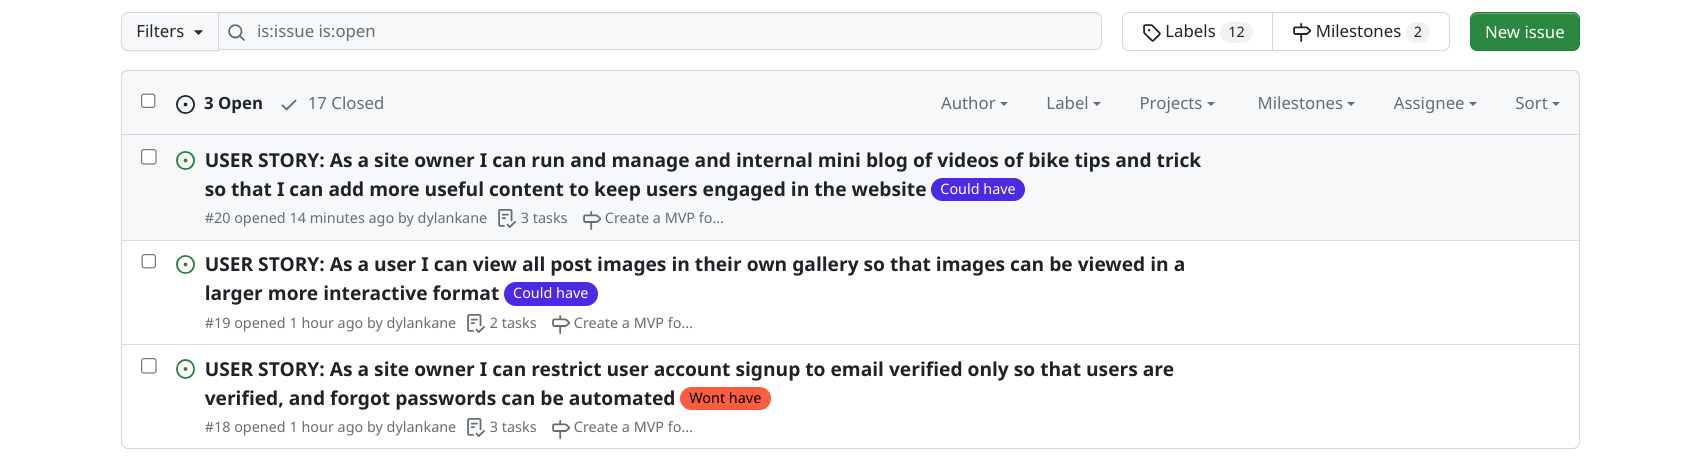 Filters is:issue is:open Labels 12 Milestones 2 New issue
3 Open 17 Closed Author Label Projects Milestones Assignee Sort
USER STORY: As a site owner I can run and manage and internal mini blog of videos of bike tips and trick
so that I can add more useful content to keep users engaged in the website Could have
#20 opened 14 minutes ago by dylankane 3 tasks Create a MVP fo...
USER STORY: As a user I can view all post images in their own gallery so that images can be viewed in a
larger more interactive format Could have
#19 opened 1 hour ago by dylankane 2 tasks Create a MVP fo...
USER STORY: As a site owner I can restrict user account signup to email verified only so that users are
verified, and forgot passwords can be automated Wont have
#18 opened 1 hour ago by dylankane 3 tasks Create a MVP fo...